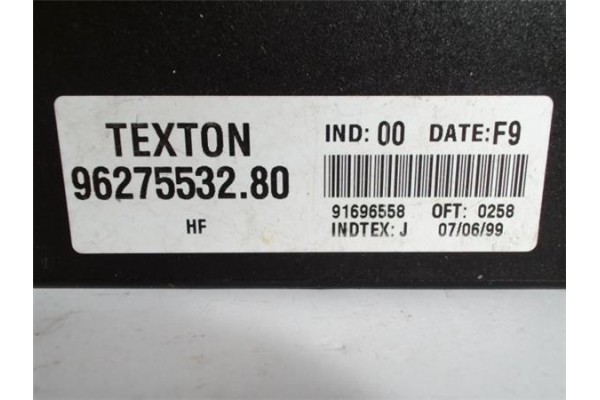 TEXTON
96275532.80
HF
IND: 00 DATE: F9
91696558 OFT: 0258
INDTEX: J 07/06/99